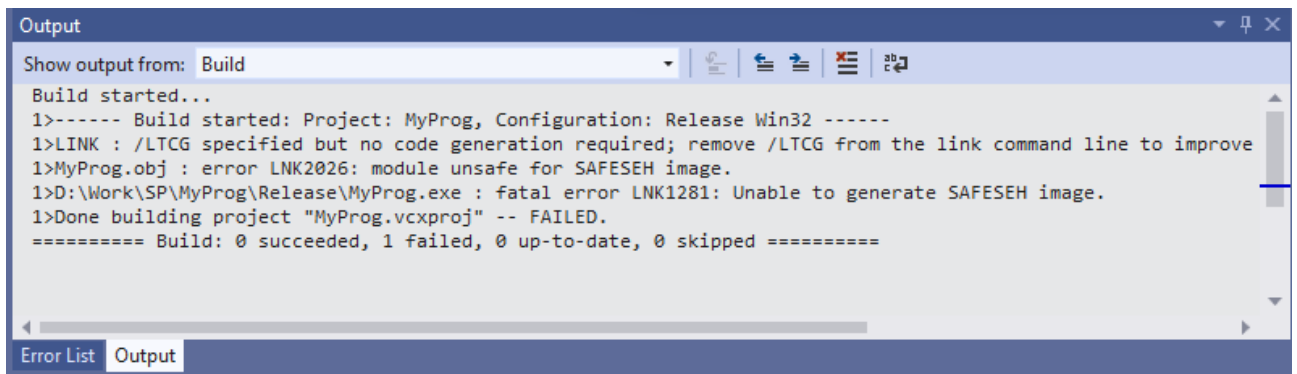 Output
Show output from: Build
Build started...
1>------ Build started: Project: MyProg, Configuration: Release Win32 ------
1>LINK : /LTCG specified but no code generation required; remove /LTCG from the link command line to improve
1>MyProg.obj : error LNK2026: module unsafe for SAFESEH image.
1>D:\Work\SP\MyProg\Release\MyProg.exe : fatal error LNK1281: Unable to generate SAFESEH image.
1>Done building project "MyProg.vcxproj" -- FAILED.
========== Build: 0 succeeded, 1 failed, 0 up-to-date, 0 skipped ==========
Error List Output